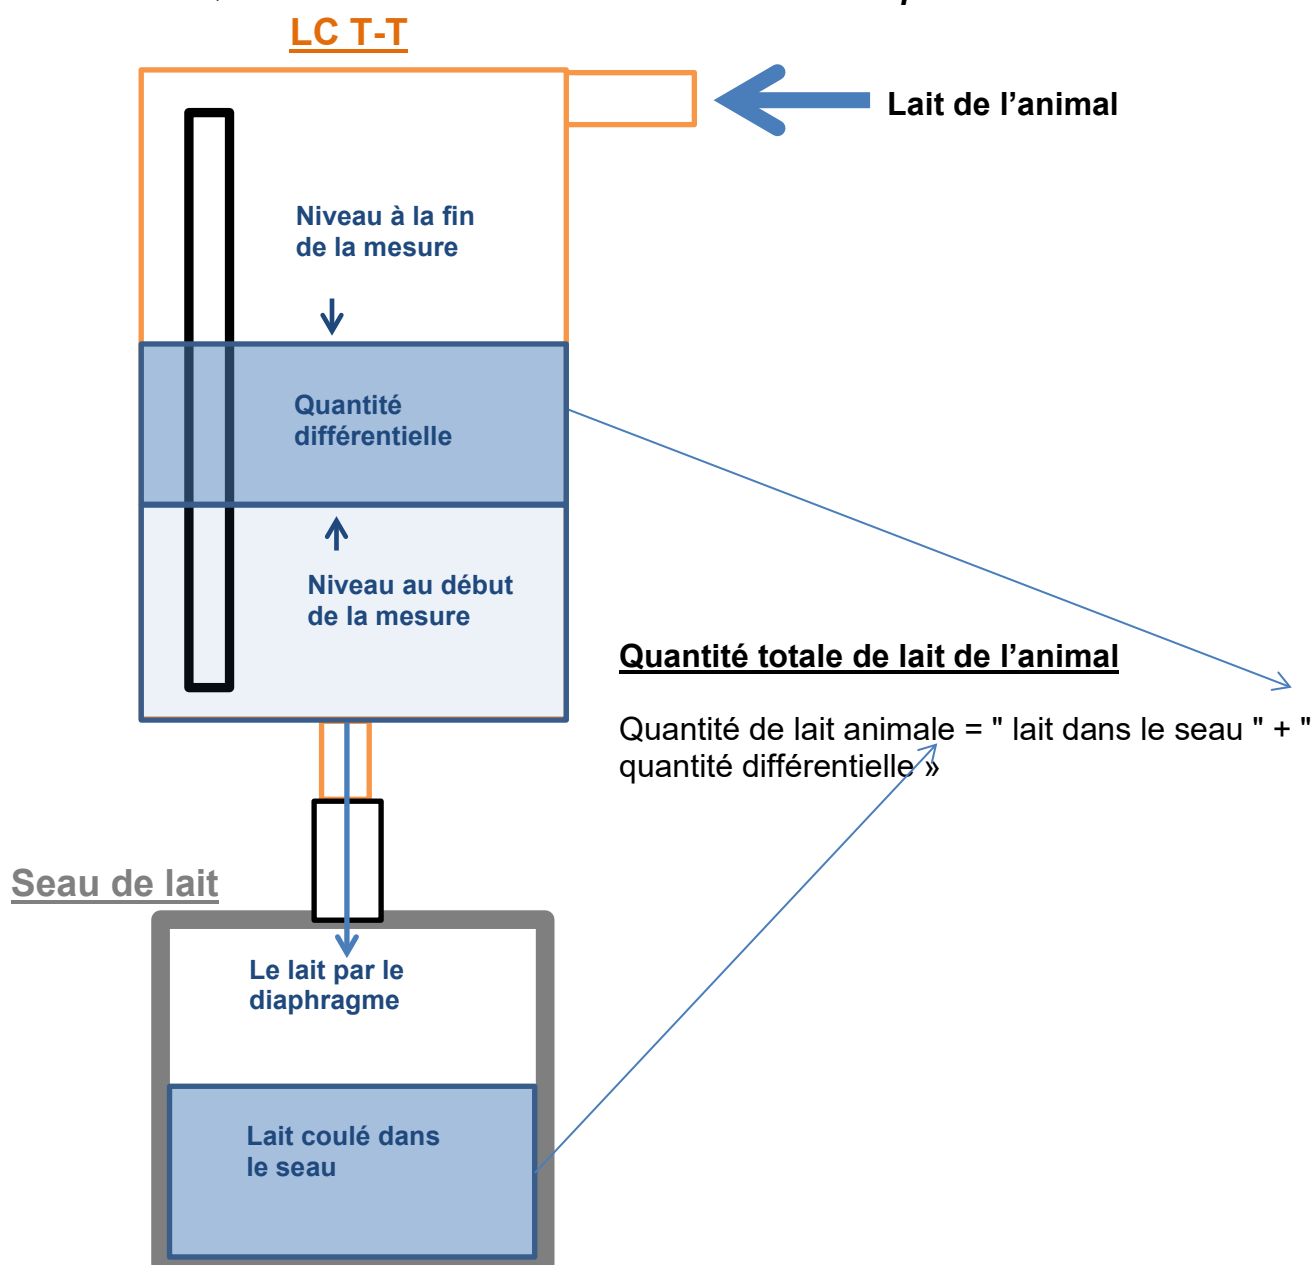 LC T-T
Lait de l’animal
Niveau à la fin
de la mesure
Quantité
différentielle
Niveau au début
de la mesure
Quantité totale de lait de l’animal
Quantité de lait animale = " lait dans le seau " + "
quantité différentielle »
Seau de lait
Le lait par le
diaphragme
Lait coulé dans
le seau